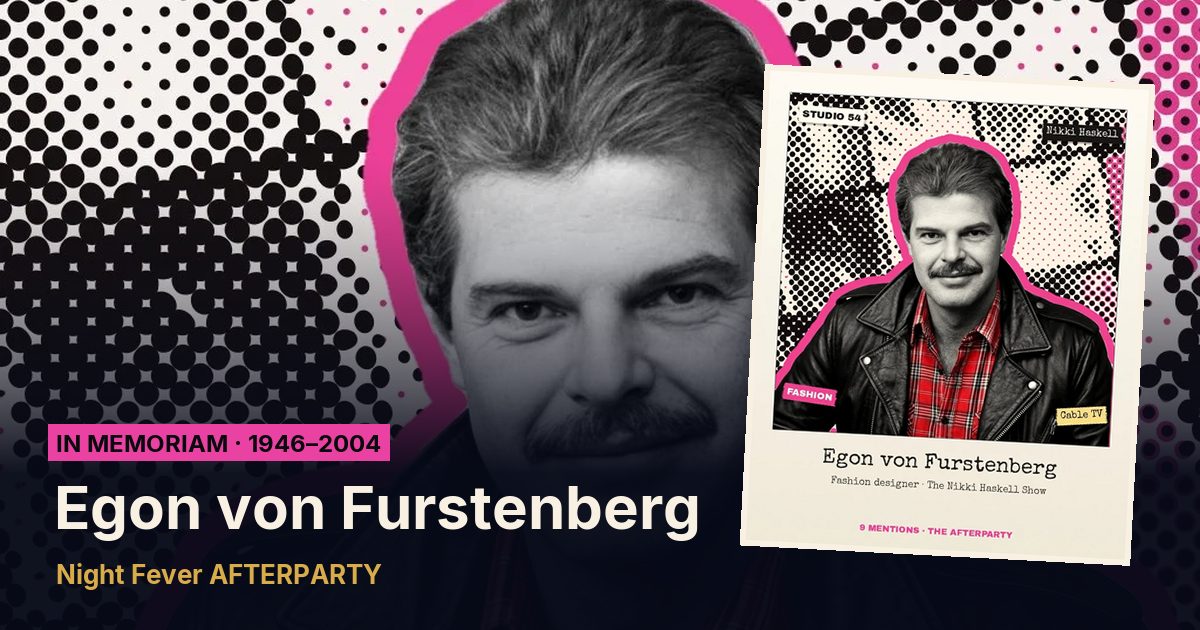 IN MEMORIAM · 1946–2004
Egon von Furstenberg
Night Fever AFTERPARTY
STUDIO 54
Nikki Haskell
FASHION
Cable TV
Egon von Furstenberg
Fashion designer · The Nikki Haskell Show
9 MENTIONS · THE AFTERPARTY